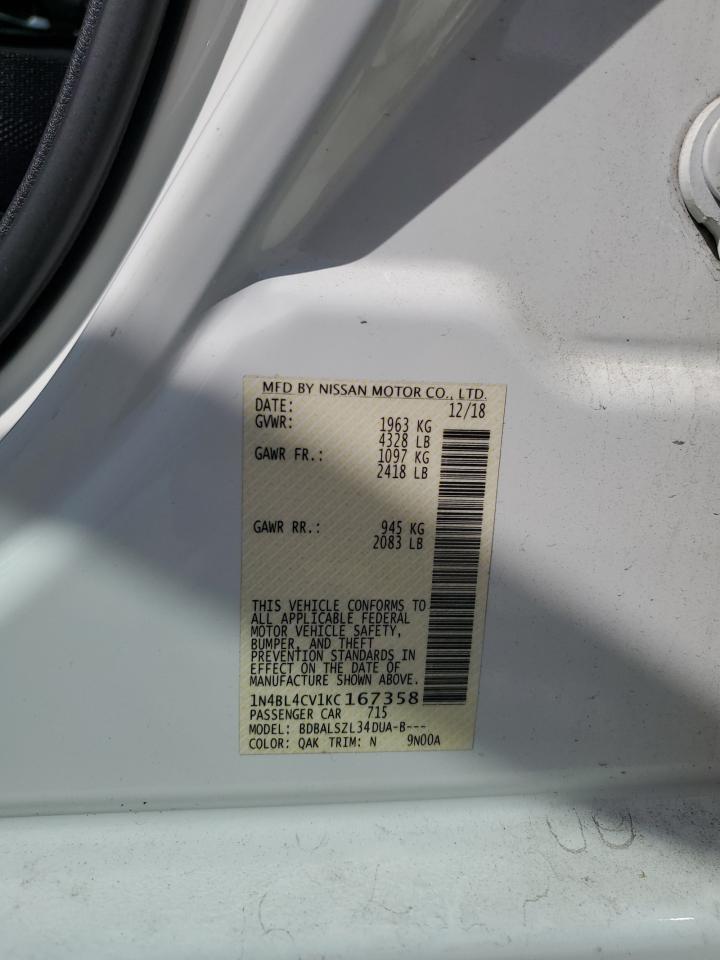 MFD BY NISSAN MOTOR CO., LTD.
DATE: 12/18
GVWR: 1963 KG
4328 LB
GAWR FR.: 1097 KG
2418 LB
GAWR RR.: 945 KG
2083 LB
THIS VEHICLE CONFORMS TO
ALL APPLICABLE FEDERAL
MOTOR VEHICLE SAFETY,
BUMPER, AND THEFT
PREVENTION STANDARDS IN
EFFECT ON THE DATE OF
MANUFACTURE SHOWN ABOVE.
1N4BL4CV1KC167358
PASSENGER CAR 715
MODEL: BDBALSZL34DUA-B---
COLOR: QAK TRIM: N 9N00A